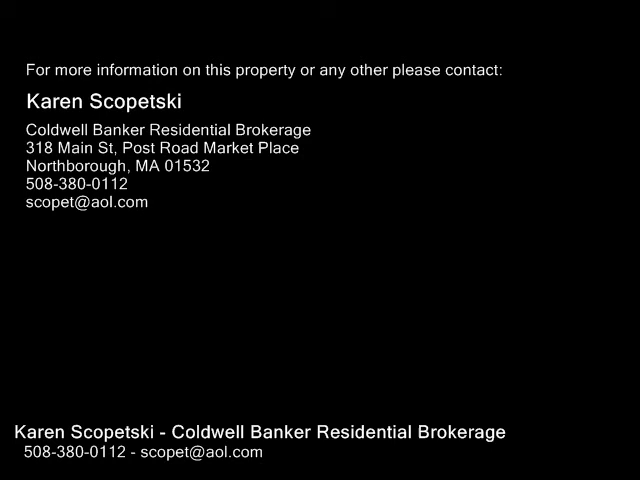 For more information on this property or any other please contact:
Karen Scopetski
Coldwell Banker Residential Brokerage
318 Main St, Post Road Market Place
Northborough, MA 01532
508-380-0112
scopet@aol.com
Karen Scopetski - Coldwell Banker Residential Brokerage
508-380-0112 - scopet@aol.com